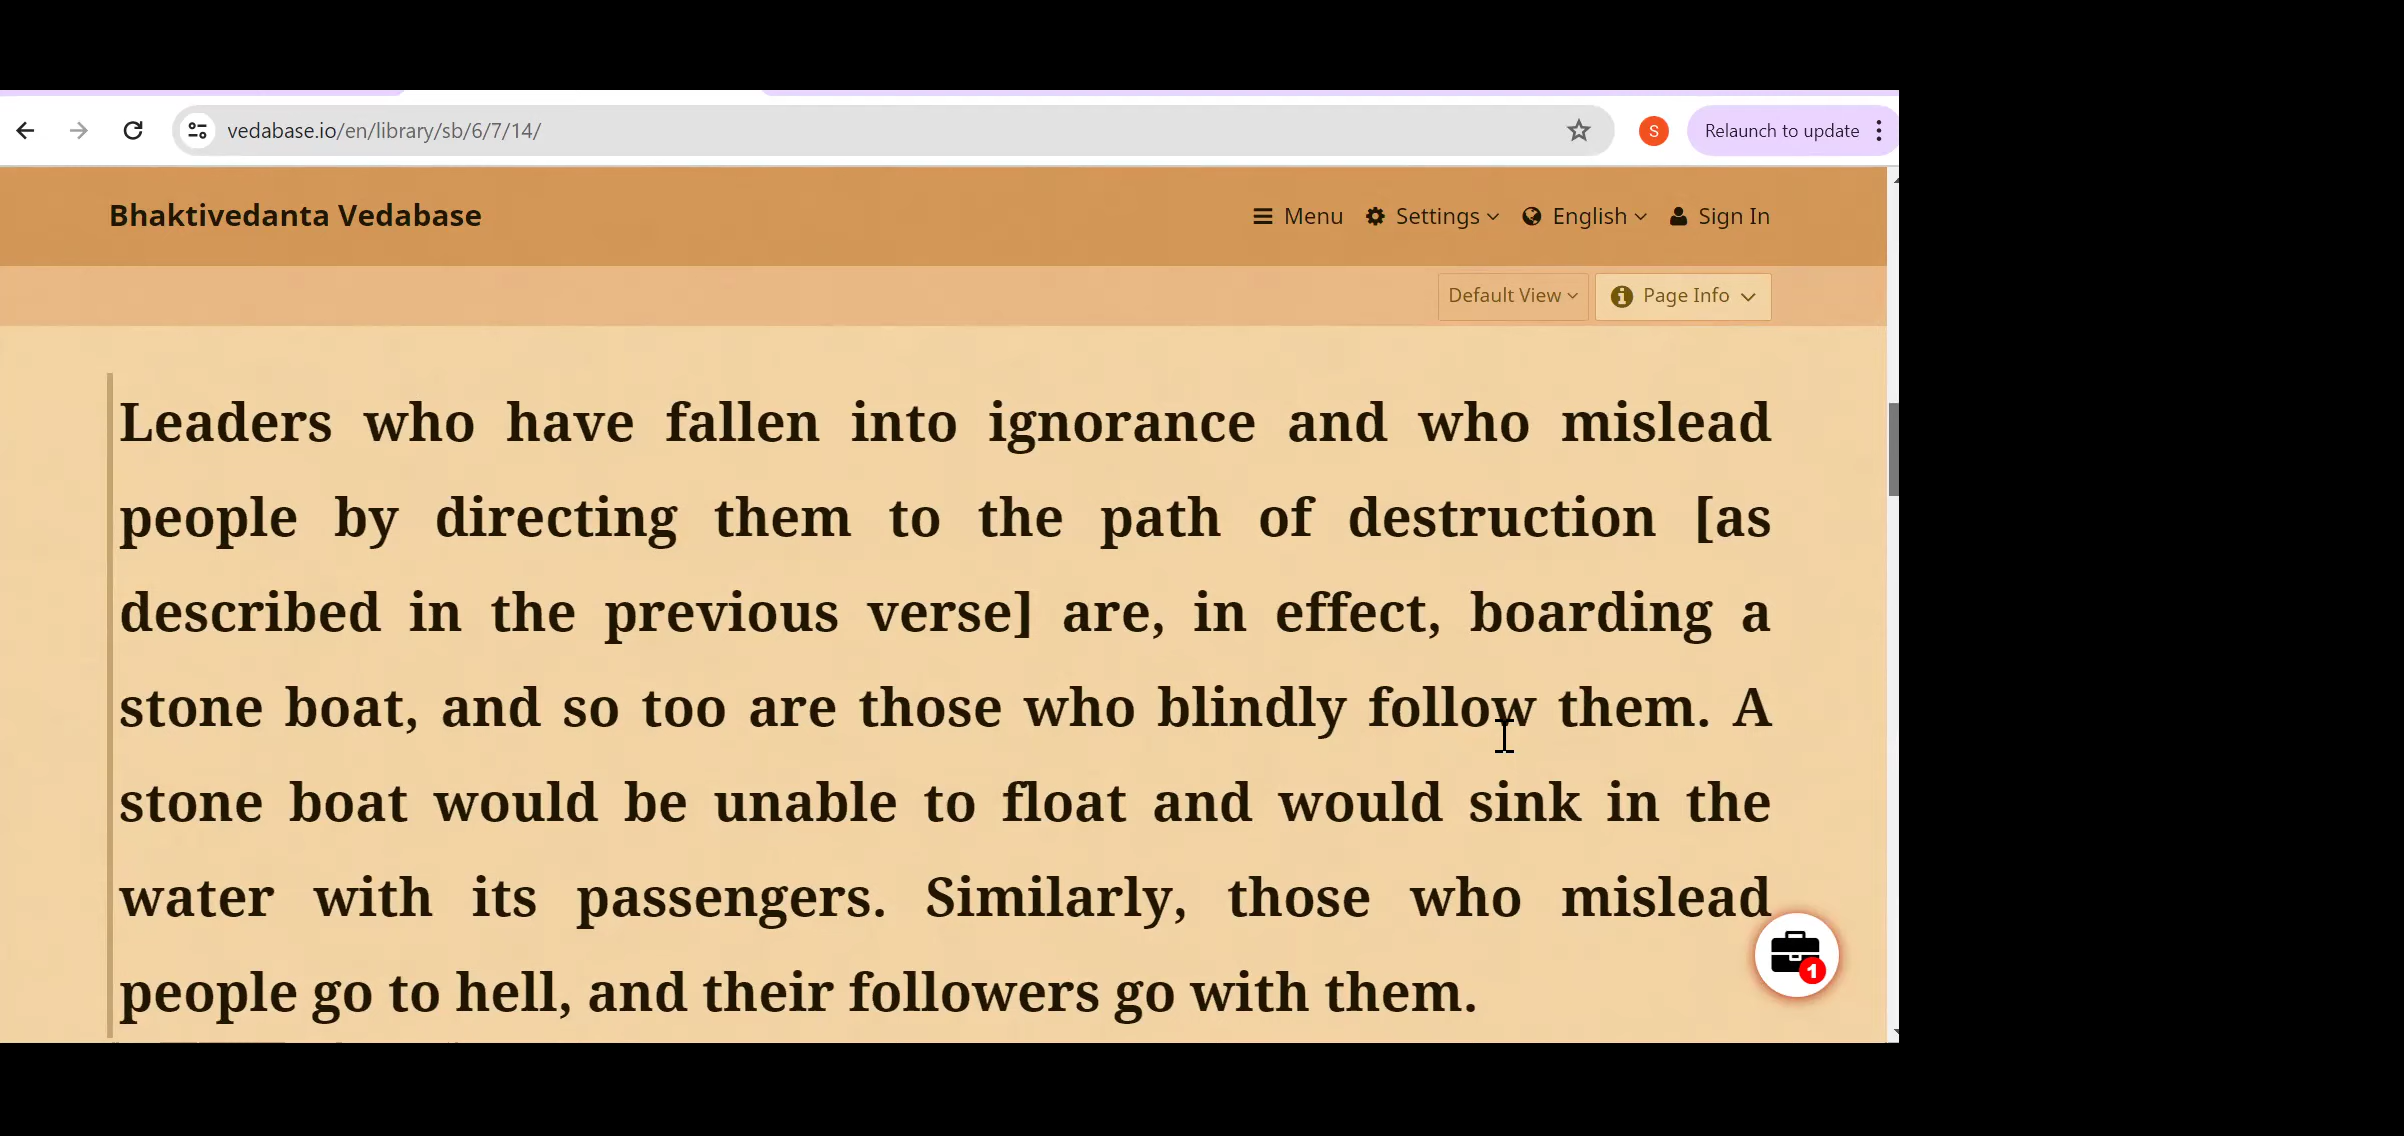 vedabase.io/en/library/sb/6/7/14/
S
Relaunch to update
Bhaktivedanta Vedabase
Menu
Settings
English
Sign In
Default View
Page Info
Leaders who have fallen into ignorance and who mislead
people by directing them to the path of destruction [as
described in the previous verse] are, in effect, boarding a
stone boat, and so too are those who blindly follow them. A
stone boat would be unable to float and would sink in the
water with its passengers. Similarly, those who mislead
people go to hell, and their followers go with them.
1